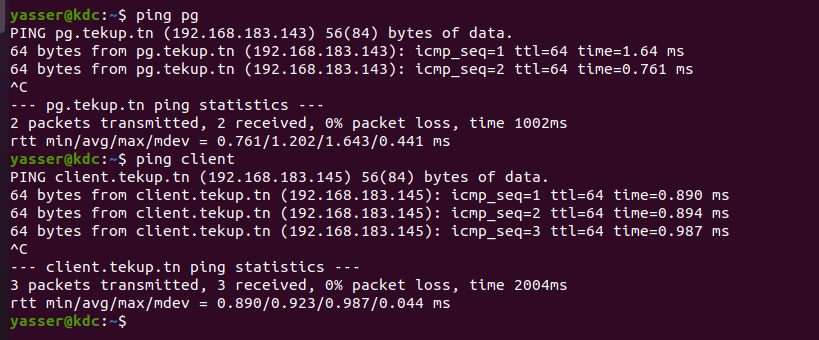 yasser@kdc:~$ ping pg
PING pg.tekup.tn (192.168.183.143) 56(84) bytes of data.
64 bytes from pg.tekup.tn (192.168.183.143): icmp_seq=1 ttl=64 time=1.64 ms
64 bytes from pg.tekup.tn (192.168.183.143): icmp_seq=2 ttl=64 time=0.761 ms
^C
--- pg.tekup.tn ping statistics ---
2 packets transmitted, 2 received, 0% packet loss, time 1002ms
rtt min/avg/max/mdev = 0.761/1.202/1.643/0.441 ms
yasser@kdc:~$ ping client
PING client.tekup.tn (192.168.183.145) 56(84) bytes of data.
64 bytes from client.tekup.tn (192.168.183.145): icmp_seq=1 ttl=64 time=0.890 ms
64 bytes from client.tekup.tn (192.168.183.145): icmp_seq=2 ttl=64 time=0.894 ms
64 bytes from client.tekup.tn (192.168.183.145): icmp_seq=3 ttl=64 time=0.987 ms
^C
--- client.tekup.tn ping statistics ---
3 packets transmitted, 3 received, 0% packet loss, time 2004ms
rtt min/avg/max/mdev = 0.890/0.923/0.987/0.044 ms
yasser@kdc:~$